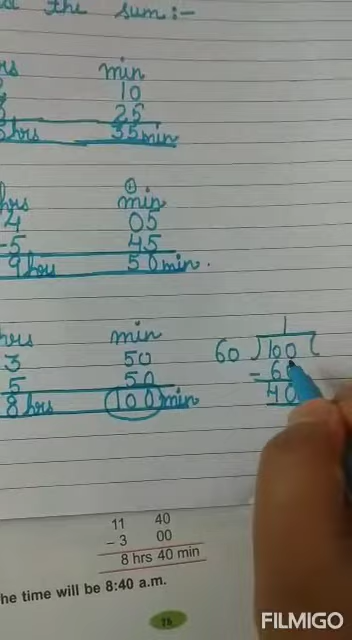 the sum:-
hrs min
10
25
hrs 35 min
hrs min
4 05
-5 45
9 hrs 50 min.
hrs min
3 50
5 50
8 hrs 100 min
1
60 ) 100 (
- 60
40
11 40
- 3 00
8 hrs 40 min
he time will be 8:40 a.m.
FILMIGO